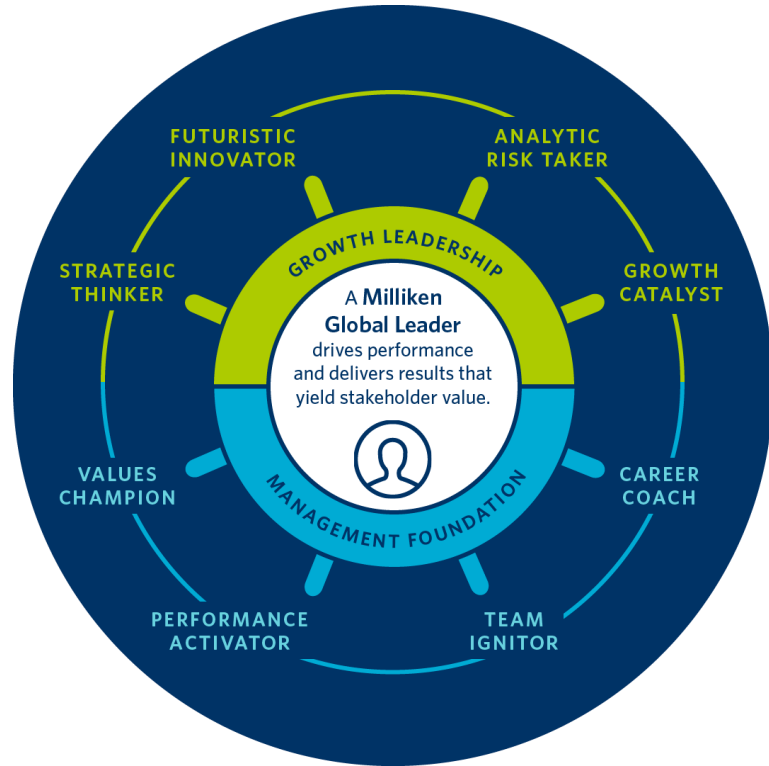 FUTURISTIC
INNOVATOR
ANALYTIC
RISK TAKER
STRATEGIC
THINKER
GROWTH
CATALYST
GROWTH LEADERSHIP
A Milliken
Global Leader
drives performance
and delivers results that
yield stakeholder value.
MANAGEMENT FOUNDATION
VALUES
CHAMPION
CAREER
COACH
PERFORMANCE
ACTIVATOR
TEAM
IGNITOR